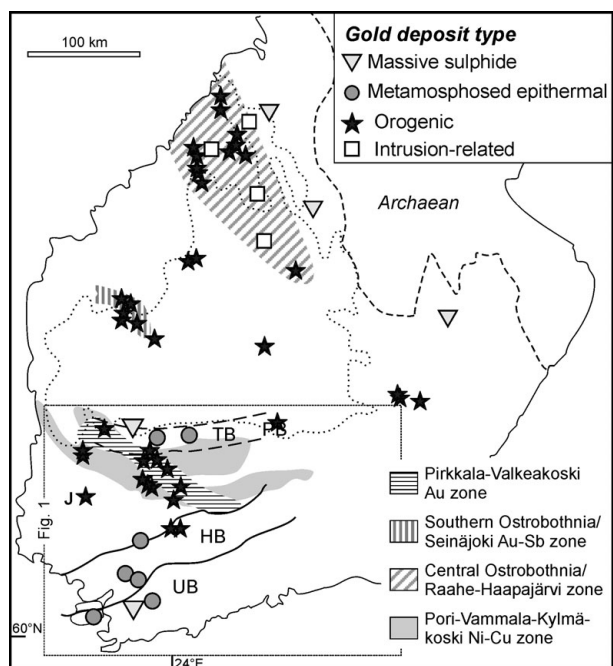 100 km
Gold deposit type
Massive sulphide
Metamosphosed epithermal
Orogenic
Intrusion-related
Archaean
TB
PB
J
HB
UB
Fig. 1
Pirkkala-Valkeakoski
Au zone
Southern Ostrobothnia/
Seinäjoki Au-Sb zone
Central Ostrobothnia/
Raahe-Haapajärvi zone
Pori-Vammala-Kylmä-
koski Ni-Cu zone
60°N
24°E